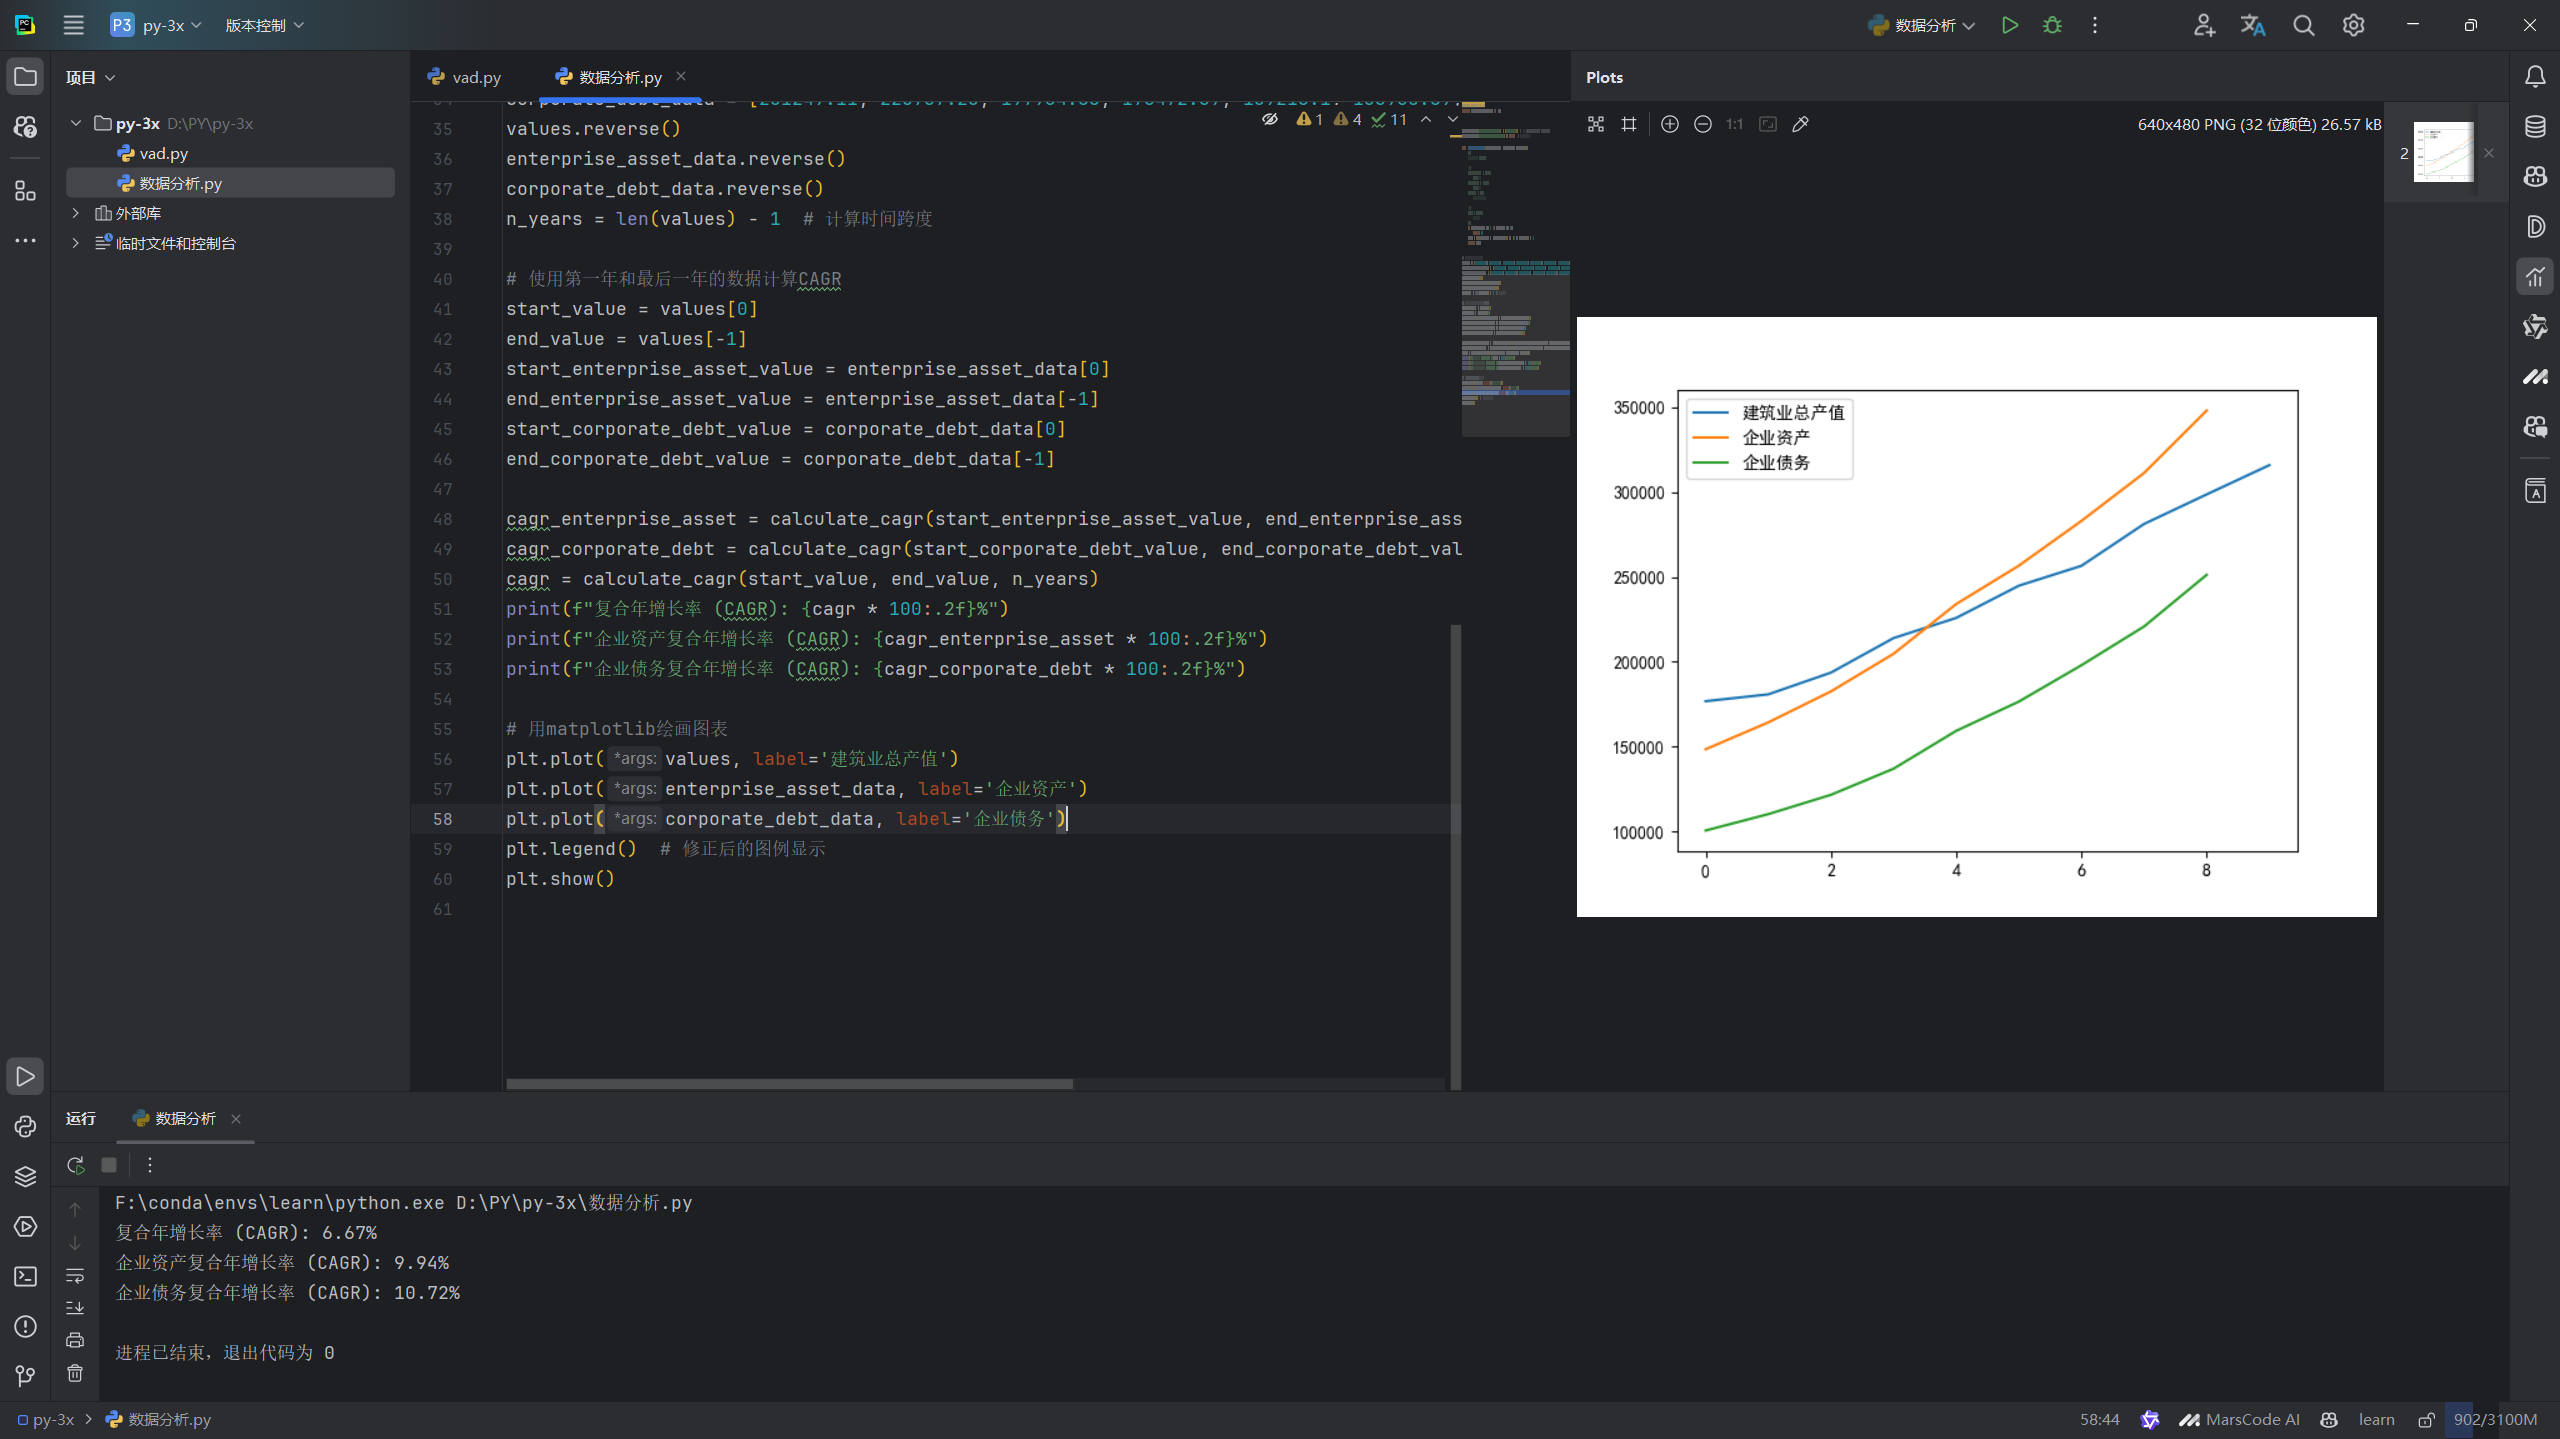 P3 py-3x 版本控制 数据分析
项目
py-3x D:\PY\py-3x
vad.py
数据分析.py
外部库
临时文件和控制台
vad.py 数据分析.py
1 4 11
35 values.reverse()
36 enterprise_asset_data.reverse()
37 corporate_debt_data.reverse()
38 n_years = len(values) - 1 # 计算时间跨度
39
40 # 使用第一年和最后一年的数据计算CAGR
41 start_value = values[0]
42 end_value = values[-1]
43 start_enterprise_asset_value = enterprise_asset_data[0]
44 end_enterprise_asset_value = enterprise_asset_data[-1]
45 start_corporate_debt_value = corporate_debt_data[0]
46 end_corporate_debt_value = corporate_debt_data[-1]
47
48 cagr_enterprise_asset = calculate_cagr(start_enterprise_asset_value, end_enterprise_ass
49 cagr_corporate_debt = calculate_cagr(start_corporate_debt_value, end_corporate_debt_val
50 cagr = calculate_cagr(start_value, end_value, n_years)
51 print(f"复合年增长率 (CAGR): {cagr * 100:.2f}%")
52 print(f"企业资产复合年增长率 (CAGR): {cagr_enterprise_asset * 100:.2f}%")
53 print(f"企业债务复合年增长率 (CAGR): {cagr_corporate_debt * 100:.2f}%")
54
55 # 用matplotlib绘画图表
56 plt.plot( *args: values, label='建筑业总产值')
57 plt.plot( *args: enterprise_asset_data, label='企业资产')
58 plt.plot( *args: corporate_debt_data, label='企业债务')
59 plt.legend() # 修正后的图例显示
60 plt.show()
61
Plots
1:1 640x480 PNG (32 位颜色) 26.57 kB
2
350000
300000
250000
200000
150000
100000
建筑业总产值
企业资产
企业债务
0 2 4 6 8
运行 数据分析
F:\conda\envs\learn\python.exe D:\PY\py-3x\数据分析.py
复合年增长率 (CAGR): 6.67%
企业资产复合年增长率 (CAGR): 9.94%
企业债务复合年增长率 (CAGR): 10.72%
进程已结束，退出代码为 0
py-3x 数据分析.py
58:44 MarsCode AI learn 902/3100M